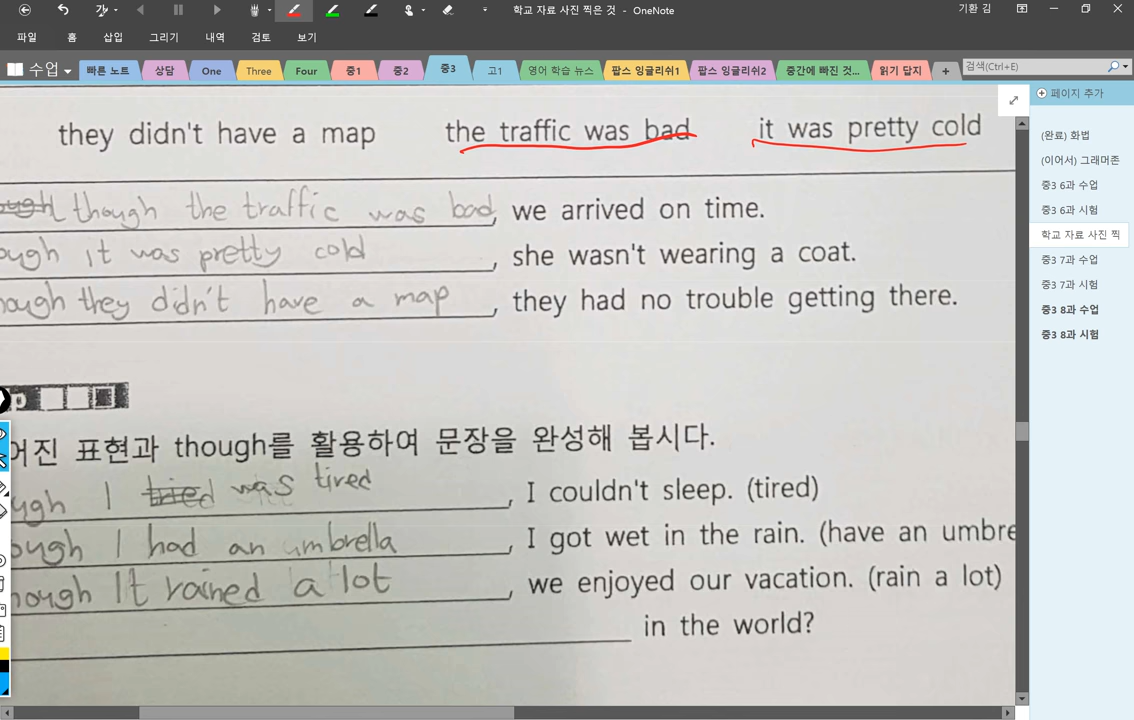 학교 자료 사진 찍은 것 - OneNote
기환 김
파일 홈 삽입 그리기 내역 검토 보기
수업 빠른 노트 상담 One Three Four 중1 중2 중3 고1 영어 학습 뉴스 팝스 잉글리쉬1 팝스 잉글리쉬2 중간에 빠진 것... 읽기 답지 + 검색(Ctrl+E)
페이지 추가
(완료) 화법
(이어서) 그래머존
중3 6과 수업
중3 6과 시험
학교 자료 사진 찍
중3 7과 수업
중3 7과 시험
중3 8과 수업
중3 8과 시험
they didn't have a map the traffic was bad it was pretty cold
though the traffic was bad, we arrived on time.
ough it was pretty cold, she wasn't wearing a coat.
hough they didn't have a map, they had no trouble getting there.
p
어진 표현과 though를 활용하여 문장을 완성해 봅시다.
ugh I was tired, I couldn't sleep. (tired)
ough I had an umbrella, I got wet in the rain. (have an umbre
hough It rained a lot, we enjoyed our vacation. (rain a lot)
in the world?